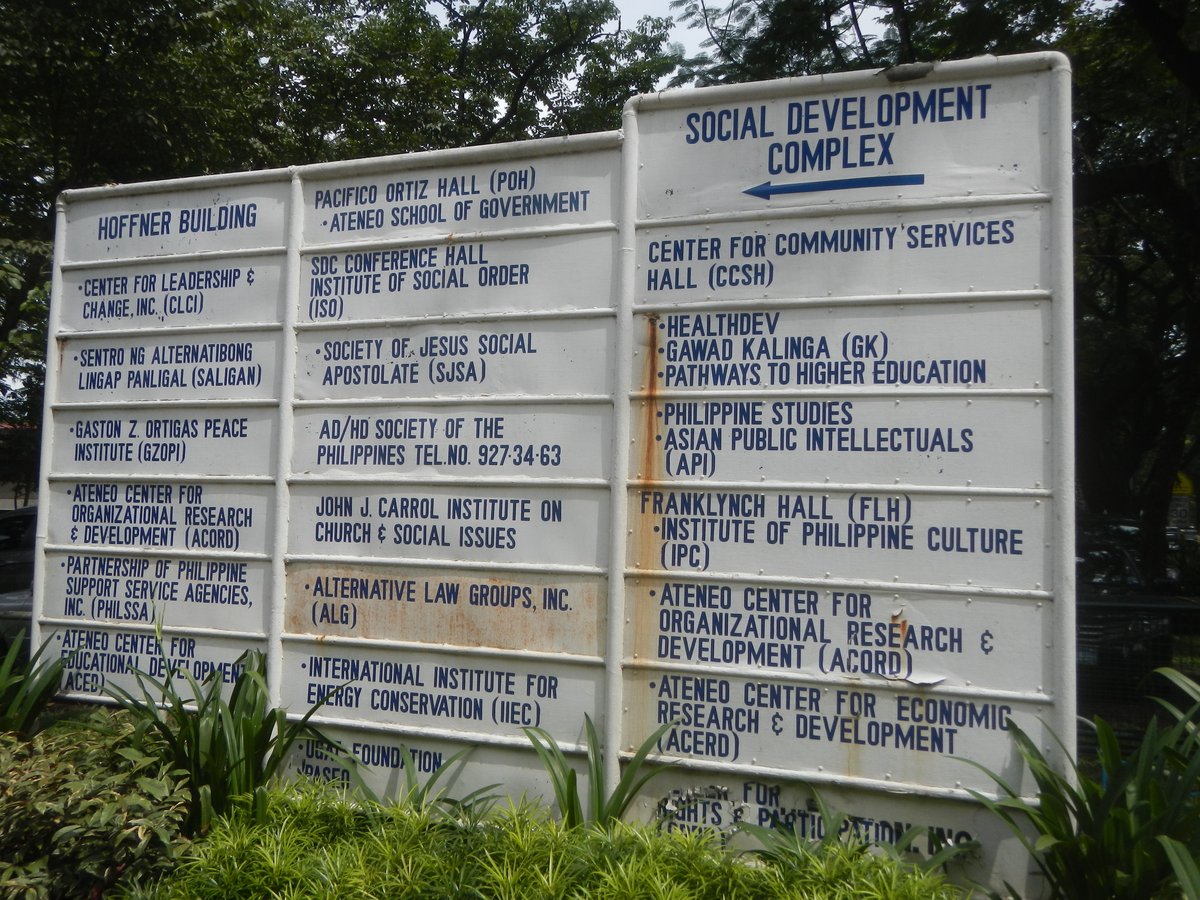 HOFFNER BUILDING
•CENTER FOR LEADERSHIP &
CHANGE, INC. (CLCI)
•SENTRO NG ALTERNATIBONG
LINGAP PANLIGAL (SALIGAN)
•GASTON Z. ORTIGAS PEACE
INSTITUTE (GZOPI)
•ATENEO CENTER FOR
ORGANIZATIONAL RESEARCH
& DEVELOPMENT (ACORD)
•PARTNERSHIP OF PHILIPPINE
SUPPORT SERVICE AGENCIES,
INC. (PHILSSA)
•ATENEO CENTER FOR
EDUCATIONAL DEVELOPMENT
(ACED)
PACIFICO ORTIZ HALL (POH)
•ATENEO SCHOOL OF GOVERNMENT
SDC CONFERENCE HALL
INSTITUTE OF SOCIAL ORDER
(ISO)
•SOCIETY OF JESUS SOCIAL
APOSTOLATE (SJSA)
AD/HD SOCIETY OF THE
PHILIPPINES TEL.NO. 927-34-63
JOHN J. CARROL INSTITUTE ON
CHURCH & SOCIAL ISSUES
•ALTERNATIVE LAW GROUPS, INC.
(ALG)
•INTERNATIONAL INSTITUTE FOR
ENERGY CONSERVATION (IIEC)
FOUNDATION
SOCIAL DEVELOPMENT
COMPLEX
CENTER FOR COMMUNITY SERVICES
HALL (CCSH)
•HEALTHDEV
•GAWAD KALINGA (GK)
•PATHWAYS TO HIGHER EDUCATION
•PHILIPPINE STUDIES
•ASIAN PUBLIC INTELLECTUALS
(API)
FRANKLYNCH HALL (FLH)
•INSTITUTE OF PHILIPPINE CULTURE
(IPC)
•ATENEO CENTER FOR
ORGANIZATIONAL RESEARCH &
DEVELOPMENT (ACORD)
•ATENEO CENTER FOR ECONOMIC
RESEARCH & DEVELOPMENT
(ACERD)
FOR
PARTICIPATION, INC.